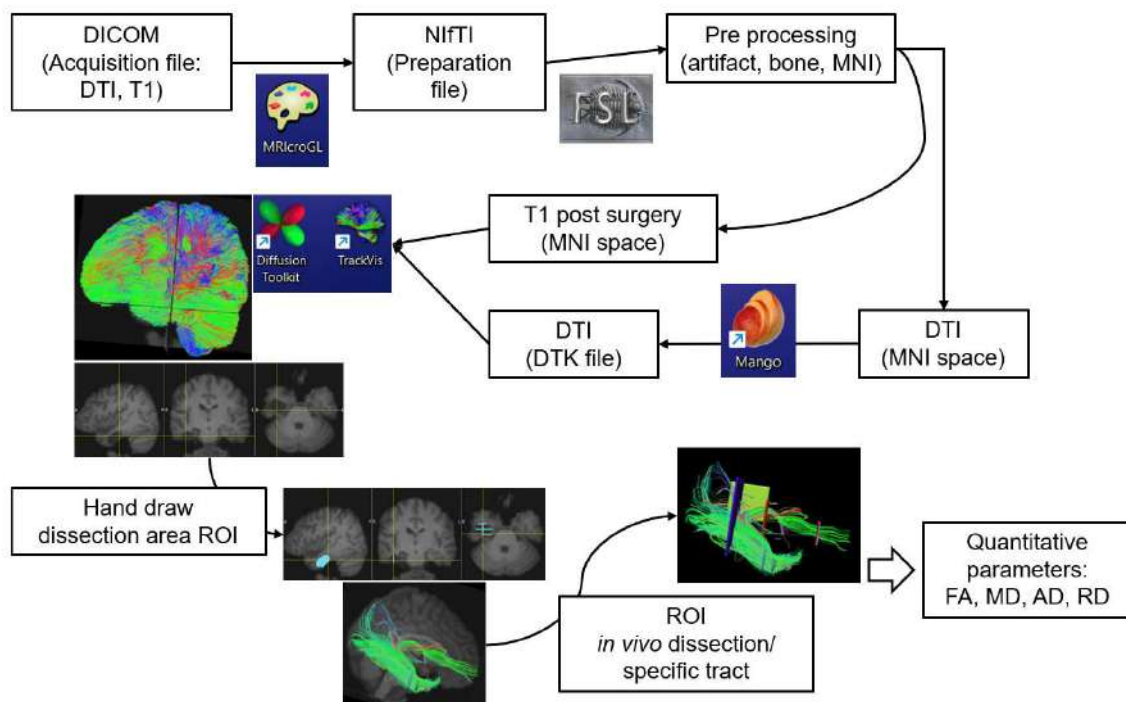 DICOM
(Acquisition file:
DTI, T1)
NIfTI
(Preparation
file)
Pre processing
(artifact, bone, MNI)
MRIcroGL
FSL
T1 post surgery
(MNI space)
Diffusion
Toolkit
TrackVis
DTI
(DTK file)
Mango
DTI
(MNI space)
Hand draw
dissection area ROI
ROI
in vivo dissection/
specific tract
Quantitative
parameters:
FA, MD, AD, RD